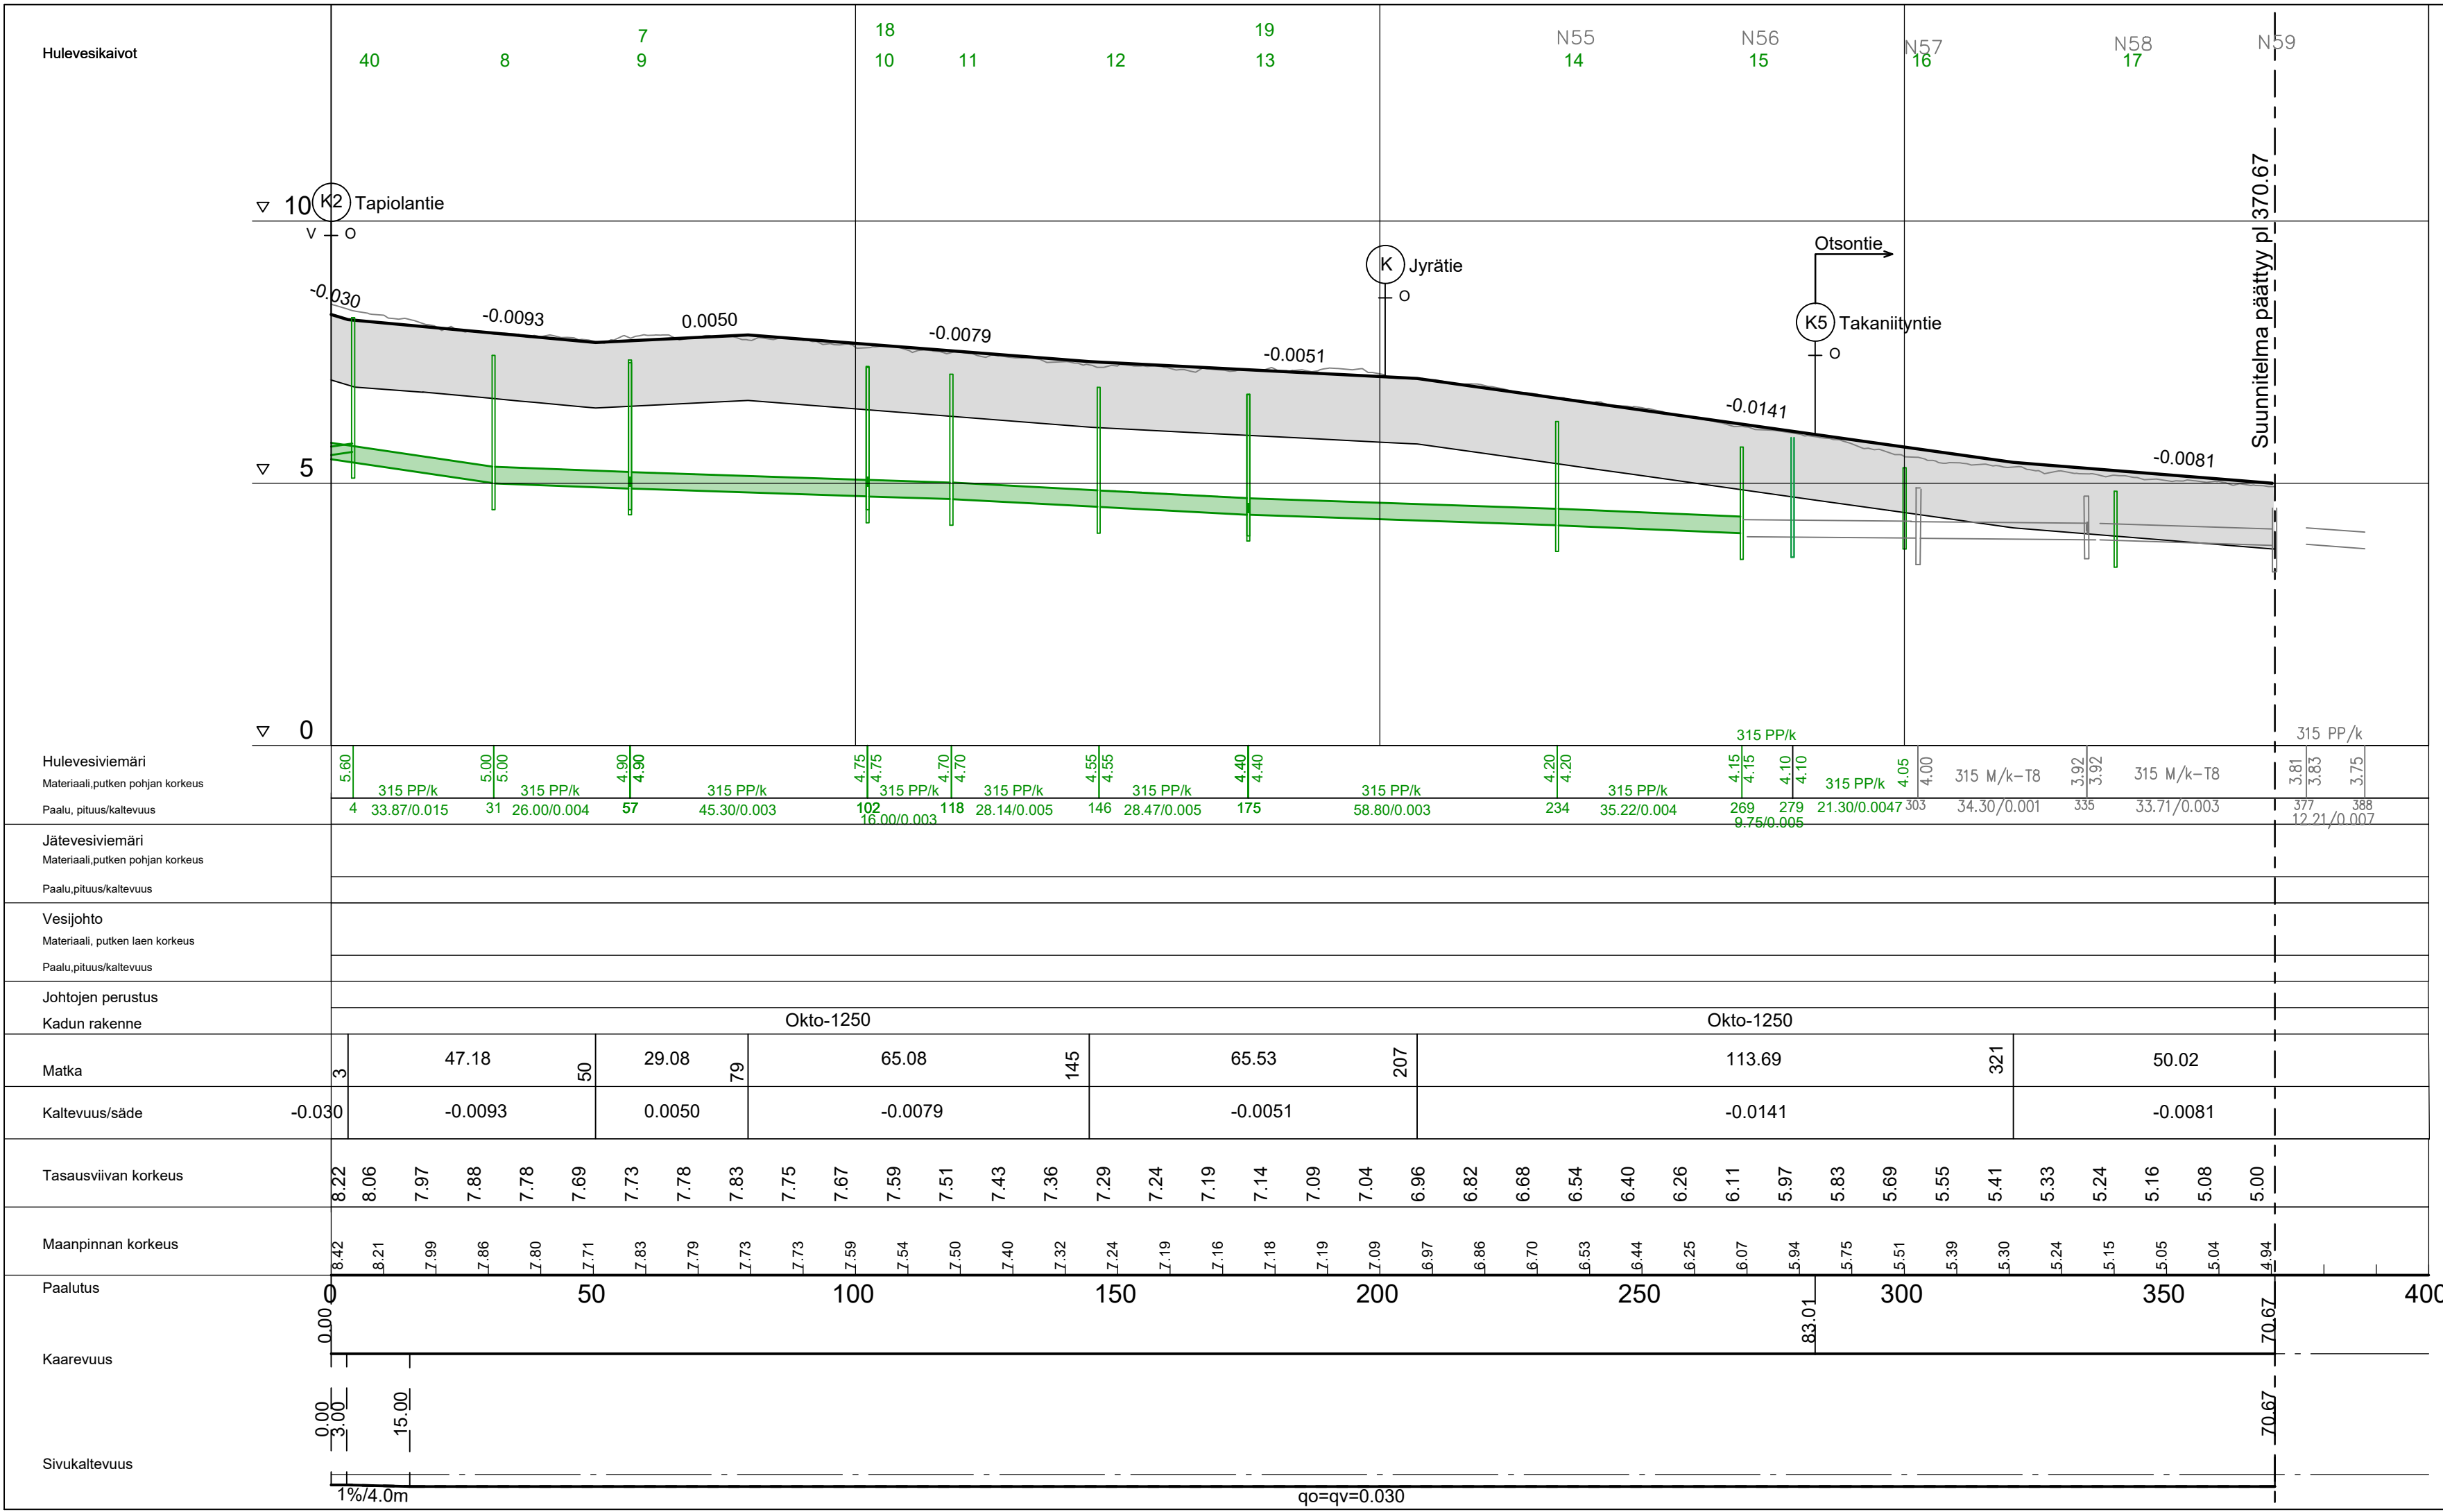 Hulevesikaivot
7 18 19 N55 N56 N57 N58 N59
40 8 9 10 11 12 13 14 15 16 17
10 K2 Tapiolantie
V O
Suunnitelma päättyy pl 370.67
Otsontie
K Jyrätie
O
K5 Takaniityntie
O
-0.030 -0.0093 0.0050 -0.0079 -0.0051 -0.0141 -0.0081
5
0
315 PP/k 315 PP/k
Hulevesiviemäri
5.60 5.00 5.00 4.90 4.90 4.75 4.75 4.70 4.70 4.55 4.55 4.40 4.40 4.20 4.20 4.15 4.15 4.10 4.10 4.05 4.00 3.92 3.92 3.81 3.83 3.75
Materiaali,putken pohjan korkeus
315 PP/k 315 PP/k 315 PP/k 315 PP/k 315 PP/k 315 PP/k 315 PP/k 315 PP/k 315 PP/k 315 M/k-T8 315 M/k-T8
Paalu, pituus/kaltevuus
4 33.87/0.015 31 26.00/0.004 57 45.30/0.003 102 16.00/0.003 118 28.14/0.005 146 28.47/0.005 175 58.80/0.003 234 35.22/0.004 269 9.75/0.005 279 21.30/0.0047 303 34.30/0.001 335 33.71/0.003 377 12.21/0.007 388
Jätevesiviemäri
Materiaali,putken pohjan korkeus
Paalu,pituus/kaltevuus
Vesijohto
Materiaali, putken laen korkeus
Paalu,pituus/kaltevuus
Johtojen perustus
Kadun rakenne Okto-1250 Okto-1250
Matka 3 47.18 50 29.08 79 65.08 145 65.53 207 113.69 321 50.02
Kaltevuus/säde -0.030 -0.0093 0.0050 -0.0079 -0.0051 -0.0141 -0.0081
Tasausviivan korkeus 8.22 8.06 7.97 7.88 7.78 7.69 7.73 7.78 7.83 7.75 7.67 7.59 7.51 7.43 7.36 7.29 7.24 7.19 7.14 7.09 7.04 6.96 6.82 6.68 6.54 6.40 6.26 6.11 5.97 5.83 5.69 5.55 5.41 5.33 5.24 5.16 5.08 5.00
Maanpinnan korkeus 8.42 8.21 7.99 7.86 7.80 7.71 7.83 7.79 7.73 7.73 7.59 7.54 7.50 7.40 7.32 7.24 7.19 7.16 7.18 7.19 7.09 6.97 6.86 6.70 6.53 6.44 6.25 6.07 5.94 5.75 5.51 5.39 5.30 5.24 5.15 5.05 5.04 4.94
Paalutus 0 50 100 150 200 250 300 350 400
0.00 83.01 70.67
Kaarevuus
0.00 3.00 15.00 70.67
Sivukaltevuus
1%/4.0m qo=qv=0.030